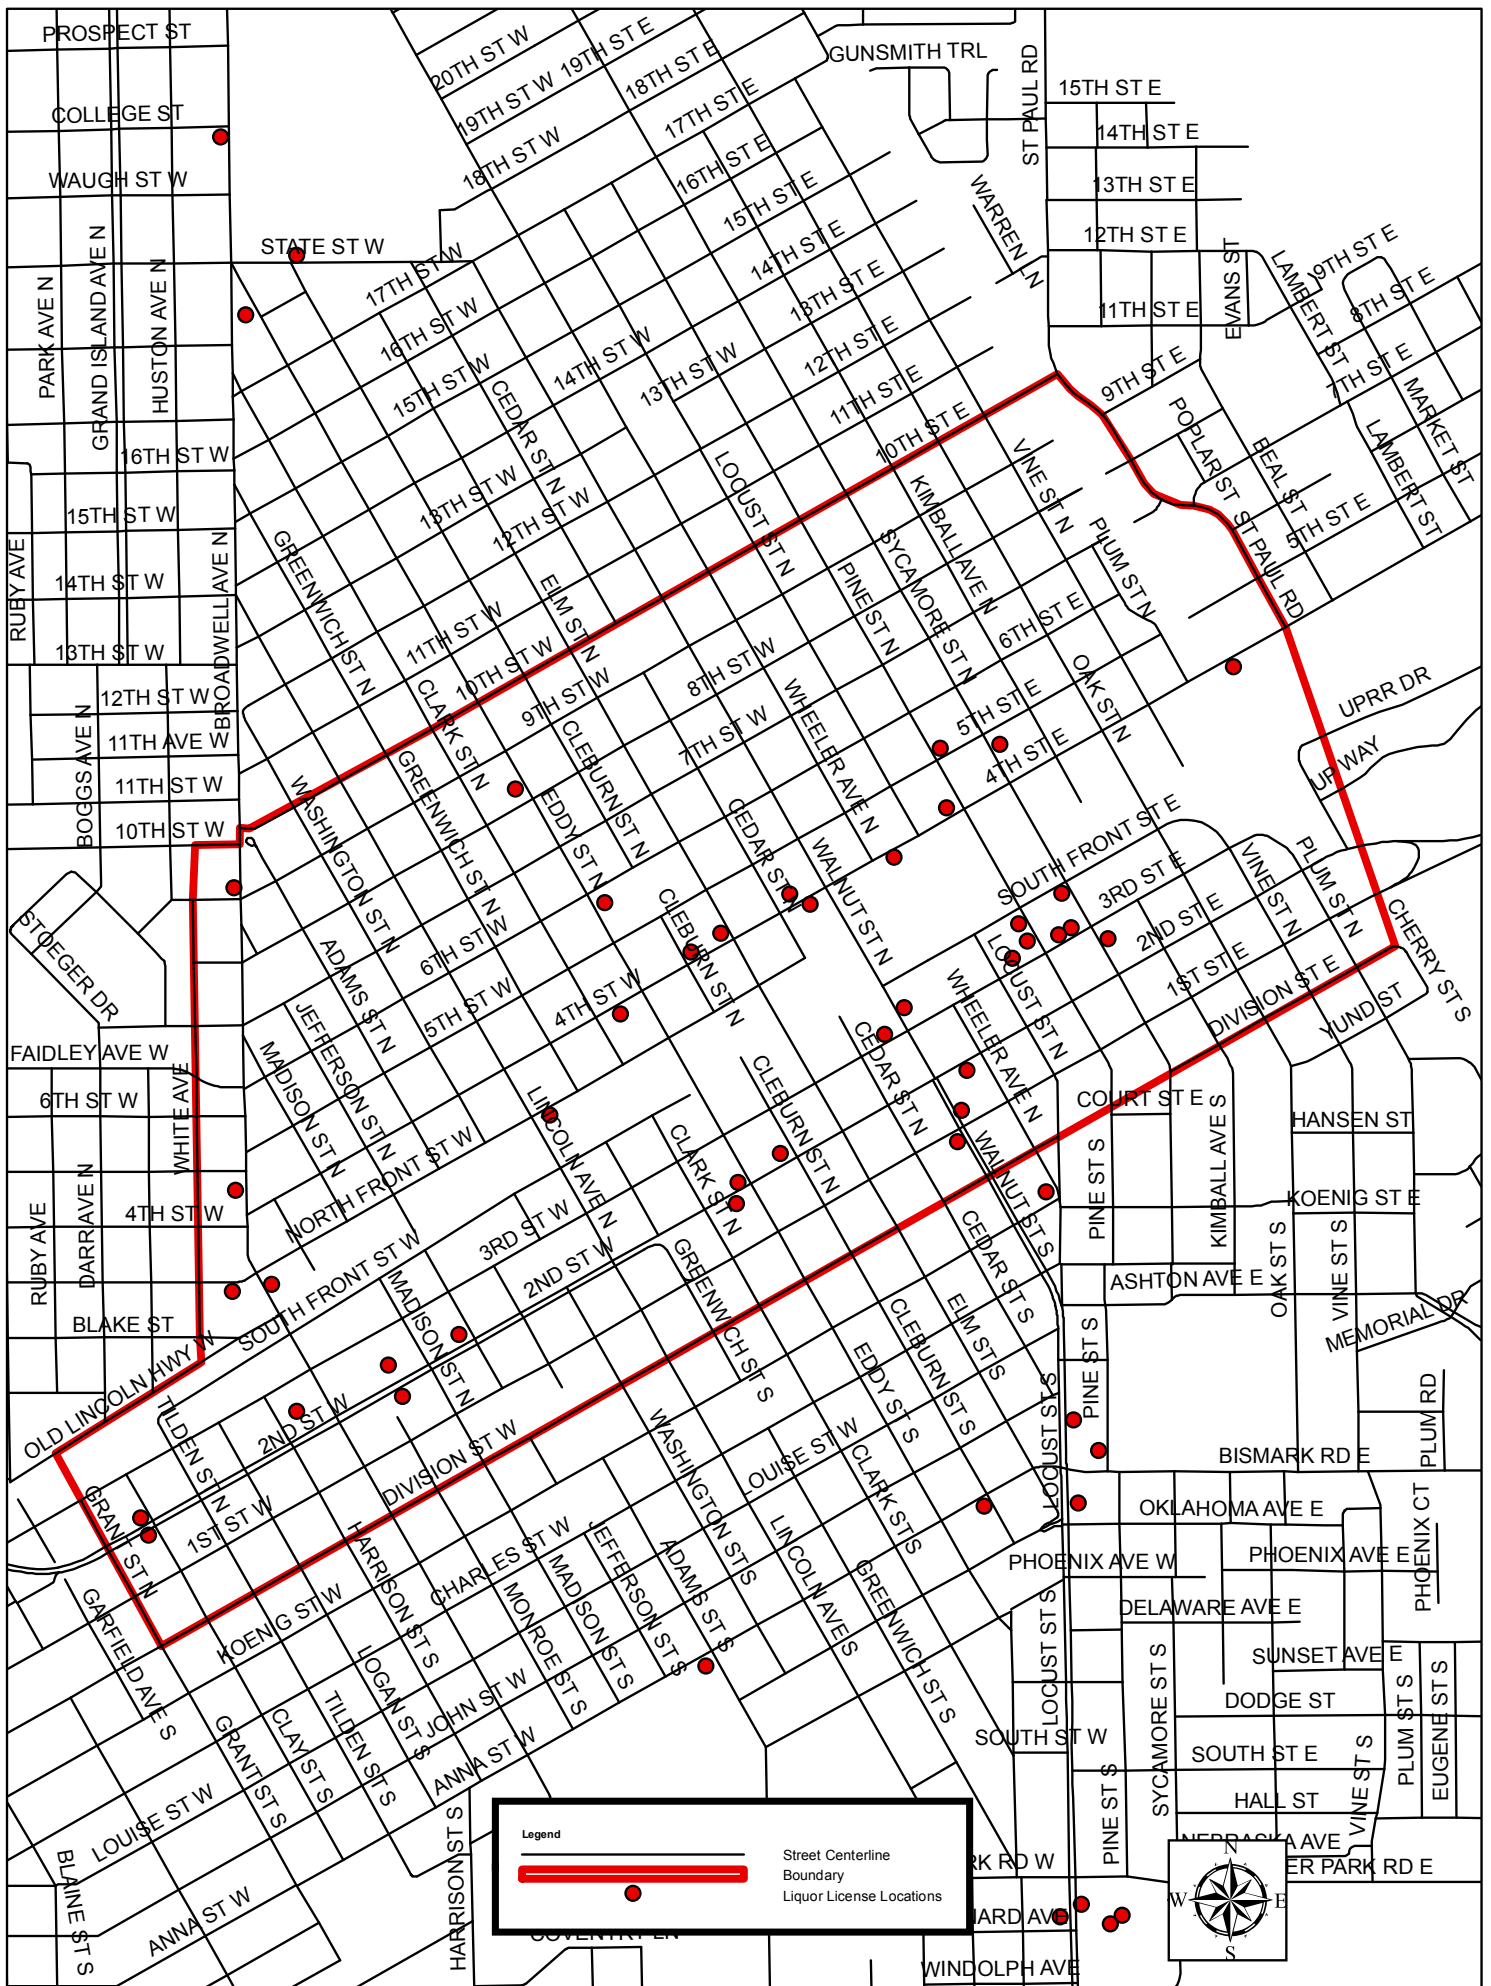 PROSPECT ST
COLLEGE ST
WAUGH ST W
STATE ST W
PARK AVE N
GRAND ISLAND AVE N
HUSTON AVE N
20TH ST W
19TH ST E
19TH ST W
18TH ST E
18TH ST W
17TH ST E
17TH ST W
16TH ST E
16TH ST W
15TH ST E
15TH ST W
14TH ST E
14TH ST W
13TH ST E
13TH ST W
12TH ST E
11TH ST E
10TH ST E
GUNSMITH TRL
ST PAUL RD
WARREN LN
15TH ST E
14TH ST E
13TH ST E
12TH ST E
11TH ST E
EVANS ST
LAMBERT ST
9TH ST E
8TH ST E
7TH ST E
9TH ST E
MARKET ST
LAMBERT ST
POPLAR ST
BEAL ST
5TH ST E
ST PAUL RD
16TH ST W
15TH ST W
14TH ST W
13TH ST W
12TH ST W
11TH AVE W
11TH ST W
10TH ST W
RUBY AVE
BOGGS AVE N
BROADWELL AVE N
CEDAR ST N
13TH ST W
12TH ST W
11TH ST W
10TH ST W
9TH ST W
8TH ST W
7TH ST W
GREENWICH ST N
ELM ST N
LOCUST ST N
PINE ST N
SYCAMORE ST N
KIMBALL AVE N
VINE ST N
PLUM ST N
6TH ST E
5TH ST E
4TH ST E
OAK ST N
UPRR DR
UP WAY
CLARK ST N
CLEBURN ST N
WHEELER AVE N
WASHINGTON ST N
GREENWICH ST N
EDDY ST N
CEDAR ST N
WALNUT ST N
CLEBURN ST N
SOUTH FRONT ST E
3RD ST E
2ND ST E
1ST ST E
DIVISION ST E
VINE ST N
PLUM ST N
CHERRY ST S
YUND ST
STOEGER DR
FAIDLEY AVE W
6TH ST W
4TH ST W
BLAKE ST
WHITE AVE
DARR AVE N
RUBY AVE
ADAMS ST N
JEFFERSON ST N
MADISON ST N
6TH ST W
5TH ST W
4TH ST W
NORTH FRONT ST W
SOUTH FRONT ST W
OLD LINCOLN HWY W
LINCOLN AVE N
CLARK ST N
CLEBURN ST N
CEDAR ST N
WHEELER AVE N
LOCUST ST N
WALNUT ST S
COURT ST E
PINE ST S
KIMBALL AVE S
HANSEN ST
KOENIG ST E
ASHTON AVE E
OAK ST S
VINE ST S
MEMORIAL DR
3RD ST W
2ND ST W
MADISON ST N
2ND ST W
1ST ST W
TILDEN ST N
GRANT ST N
DIVISION ST W
GREENWICH ST S
CEDAR ST S
ELM ST S
CLEBURN ST S
EDDY ST S
LOCUST ST S
PINE ST S
PLUM RD
BISMARK RD E
OKLAHOMA AVE E
PHOENIX AVE W
PHOENIX AVE E
PHOENIX CT
DELAWARE AVE E
SUNSET AVE E
DODGE ST
SOUTH ST W
SOUTH ST E
HALL ST
NEBRASKA AVE
ER PARK RD E
RK RD W
WINDOLPH AVE
LOUISE ST W
WASHINGTON ST S
CLARK ST S
LINCOLN AVE S
GREENWICH ST S
HARRISON ST S
CHARLES ST W
KOENIG ST W
JEFFERSON ST S
ADAMS ST S
MADISON ST S
MONROE ST S
GARFIELD AVE S
LOGAN ST S
TILDEN ST S
CLAY ST S
GRANT ST S
JOHN ST W
ANNA ST W
LOUISE ST W
BLAINE ST S
ANNA ST W
HARRISON ST S
LOCUST ST S
SYCAMORE ST S
PINE ST S
VINE ST S
PLUM ST S
EUGENE ST S
Legend
Street Centerline
Boundary
Liquor License Locations
N
W
E
S